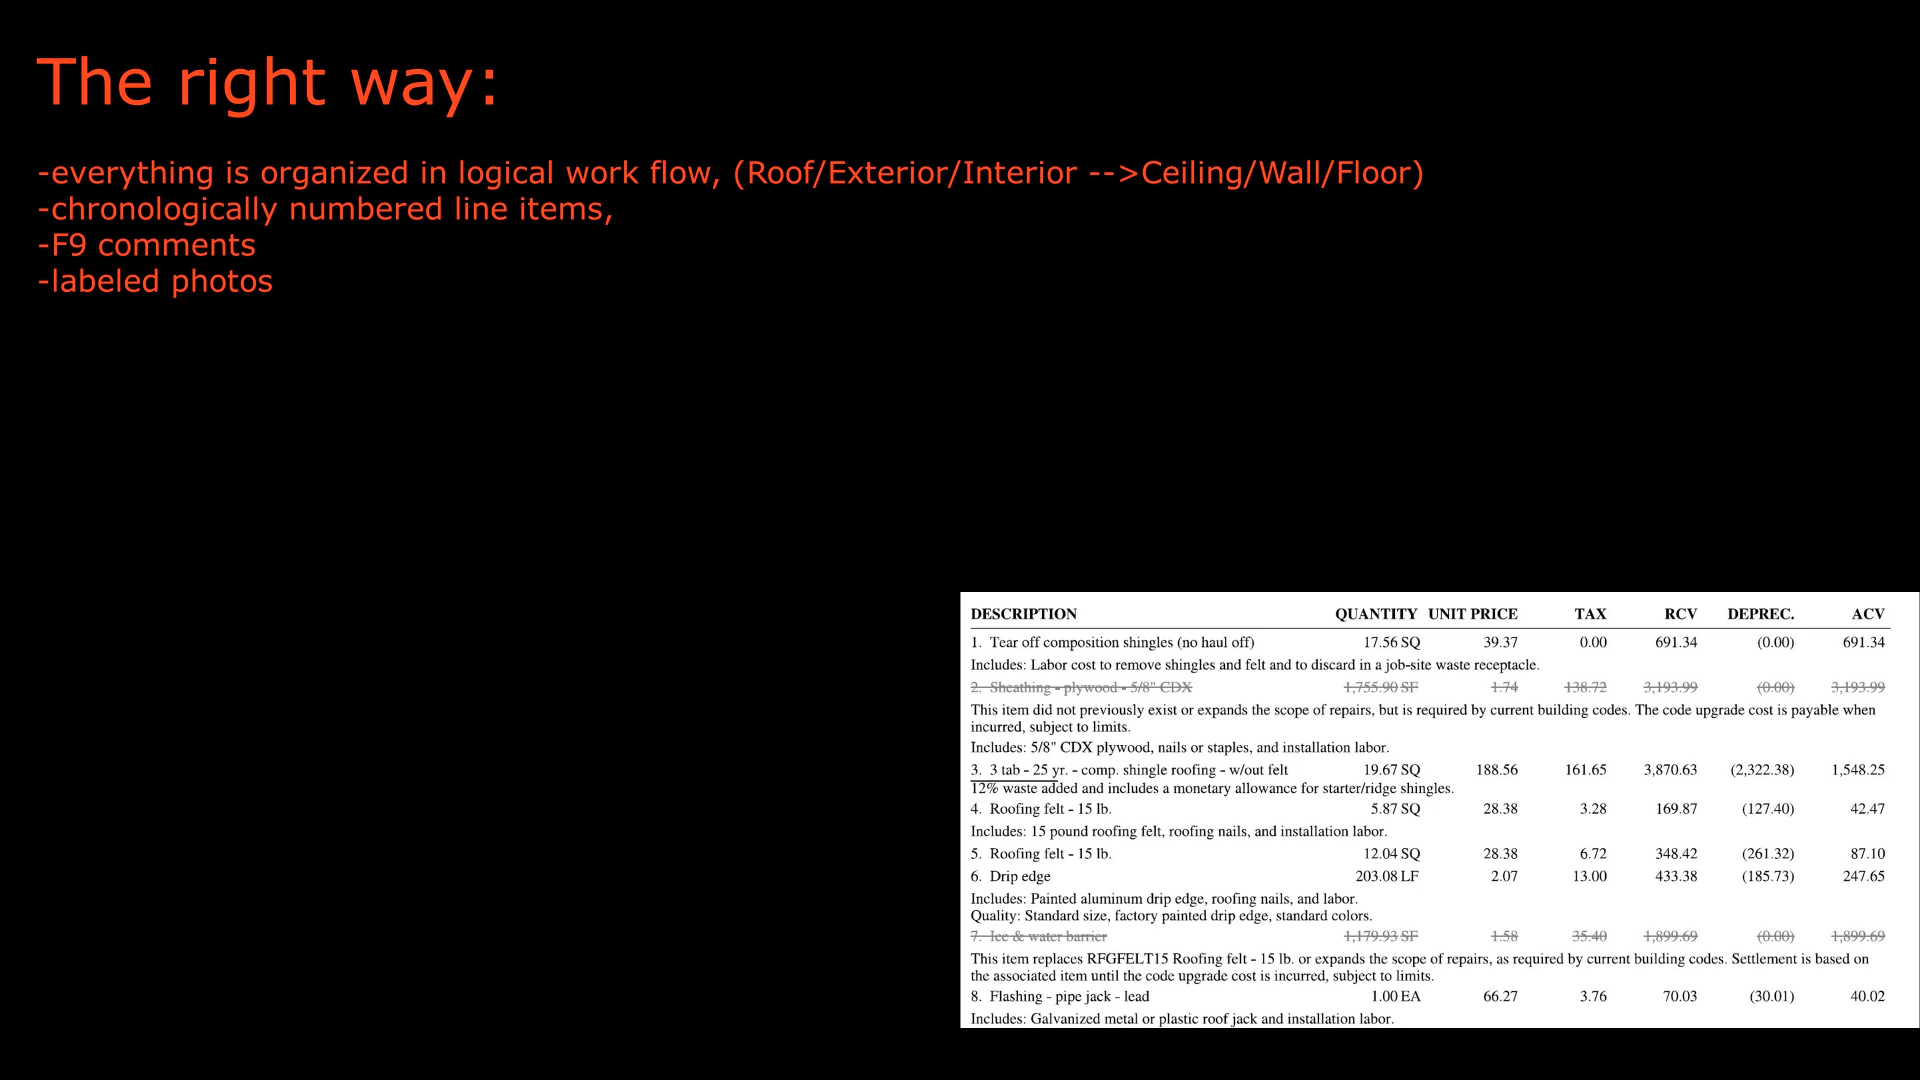 The right way:
-everything is organized in logical work flow, (Roof/Exterior/Interior -->Ceiling/Wall/Floor)
-chronologically numbered line items,
-F9 comments
-labeled photos
DESCRIPTION QUANTITY UNIT PRICE TAX RCV DEPREC. ACV
1. Tear off composition shingles (no haul off) 17.56 SQ 39.37 0.00 691.34 (0.00) 691.34
Includes: Labor cost to remove shingles and felt and to discard in a job-site waste receptacle.
2. Sheathing - plywood - 5/8" CDX 1,755.90 SF 1.74 138.72 3,193.99 (0.00) 3,193.99
This item did not previously exist or expands the scope of repairs, but is required by current building codes. The code upgrade cost is payable when
incurred, subject to limits.
Includes: 5/8" CDX plywood, nails or staples, and installation labor.
3. 3 tab - 25 yr. - comp. shingle roofing - w/out felt 19.67 SQ 188.56 161.65 3,870.63 (2,322.38) 1,548.25
12% waste added and includes a monetary allowance for starter/ridge shingles.
4. Roofing felt - 15 lb. 5.87 SQ 28.38 3.28 169.87 (127.40) 42.47
Includes: 15 pound roofing felt, roofing nails, and installation labor.
5. Roofing felt - 15 lb. 12.04 SQ 28.38 6.72 348.42 (261.32) 87.10
6. Drip edge 203.08 LF 2.07 13.00 433.38 (185.73) 247.65
Includes: Painted aluminum drip edge, roofing nails, and labor.
Quality: Standard size, factory painted drip edge, standard colors.
7. Ice & water barrier 1,179.93 SF 1.58 35.40 1,899.69 (0.00) 1,899.69
This item replaces RFGFELT15 Roofing felt - 15 lb. or expands the scope of repairs, as required by current building codes. Settlement is based on
the associated item until the code upgrade cost is incurred, subject to limits.
8. Flashing - pipe jack - lead 1.00 EA 66.27 3.76 70.03 (30.01) 40.02
Includes: Galvanized metal or plastic roof jack and installation labor.